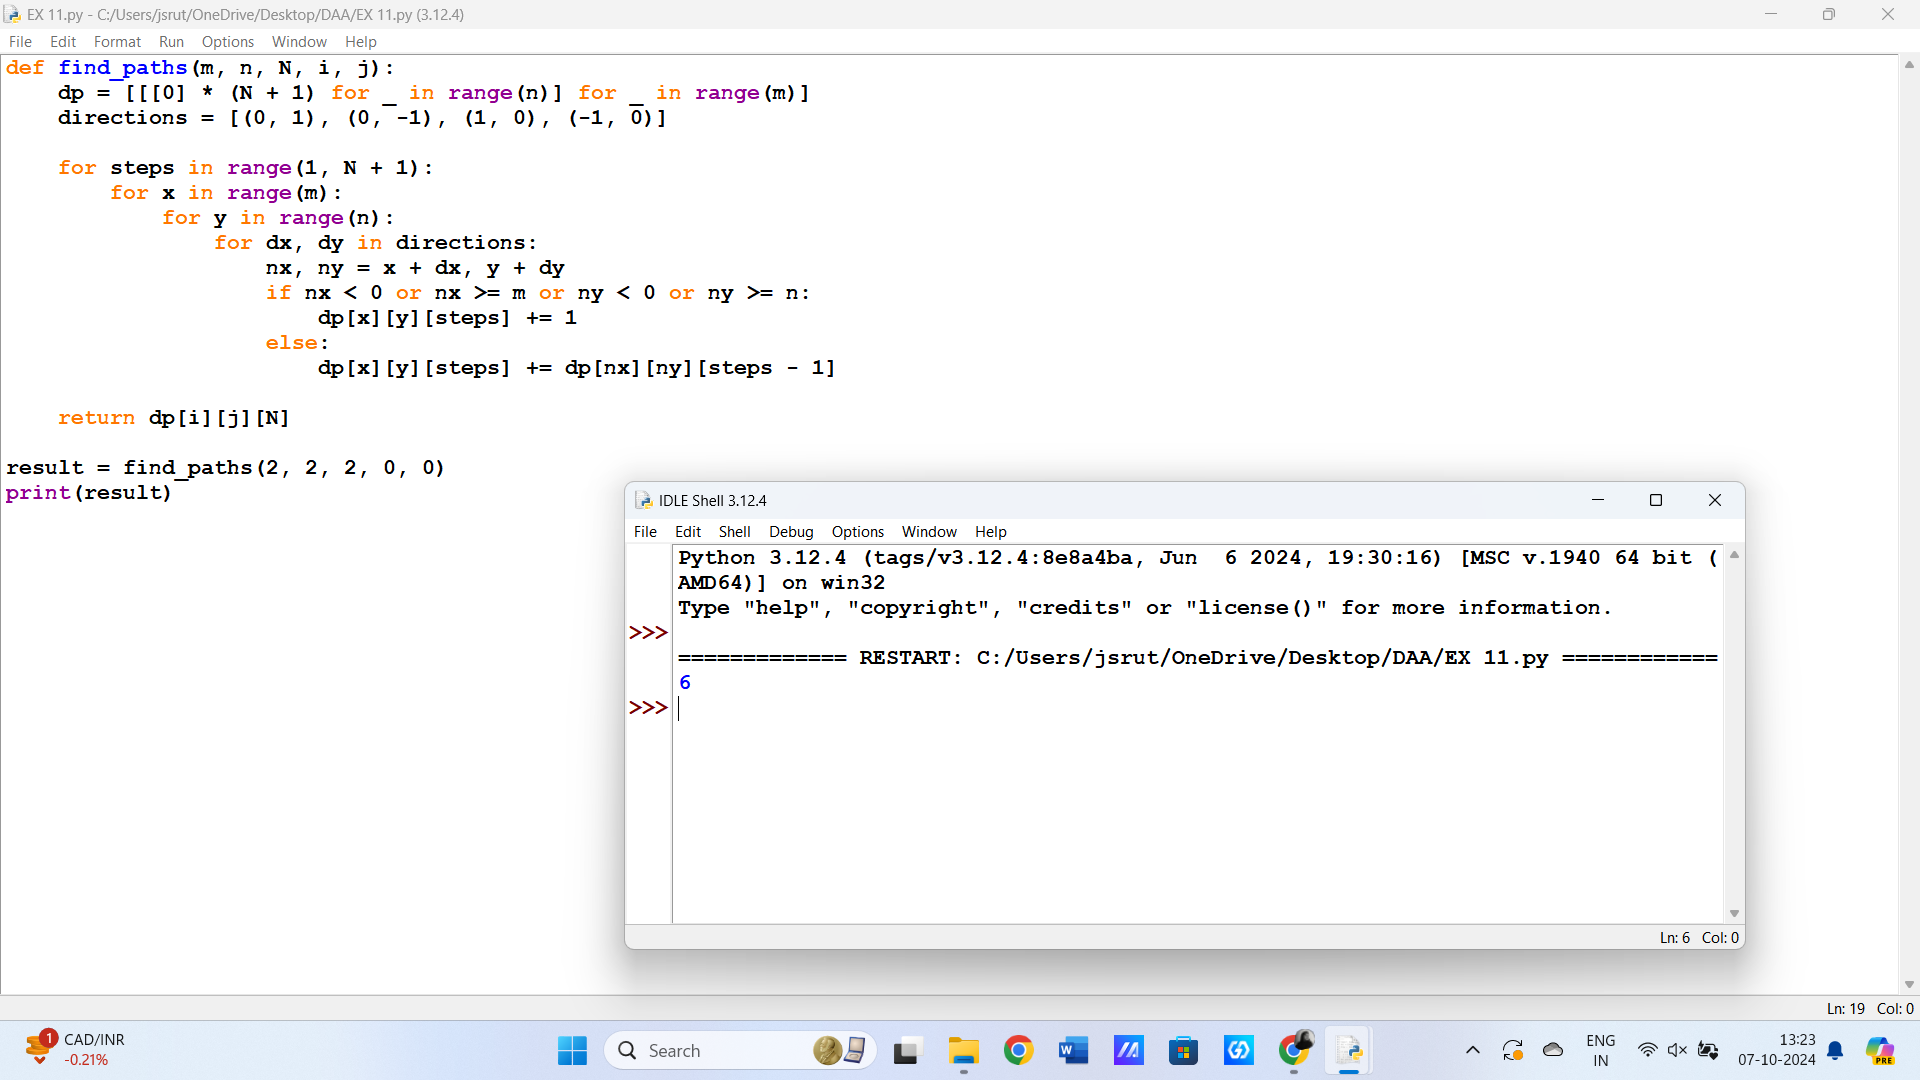 EX 11.py - C:/Users/jsrut/OneDrive/Desktop/DAA/EX 11.py (3.12.4)
File Edit Format Run Options Window Help
def find_paths(m, n, N, i, j):
    dp = [[[0] * (N + 1) for _ in range(n)] for _ in range(m)]
    directions = [(0, 1), (0, -1), (1, 0), (-1, 0)]
    for steps in range(1, N + 1):
        for x in range(m):
            for y in range(n):
                for dx, dy in directions:
                    nx, ny = x + dx, y + dy
                    if nx < 0 or nx >= m or ny < 0 or ny >= n:
                        dp[x][y][steps] += 1
                    else:
                        dp[x][y][steps] += dp[nx][ny][steps - 1]
    return dp[i][j][N]
result = find_paths(2, 2, 2, 0, 0)
print(result)
IDLE Shell 3.12.4
File Edit Shell Debug Options Window Help
Python 3.12.4 (tags/v3.12.4:8e8a4ba, Jun  6 2024, 19:30:16) [MSC v.1940 64 bit (
AMD64)] on win32
Type "help", "copyright", "credits" or "license()" for more information.
>>>
============= RESTART: C:/Users/jsrut/OneDrive/Desktop/DAA/EX 11.py ============
6
>>>
Ln: 6 Col: 0
Ln: 19 Col: 0
1
CAD/INR
-0.21%
Search
W
PRE
ENG
IN
13:23
07-10-2024